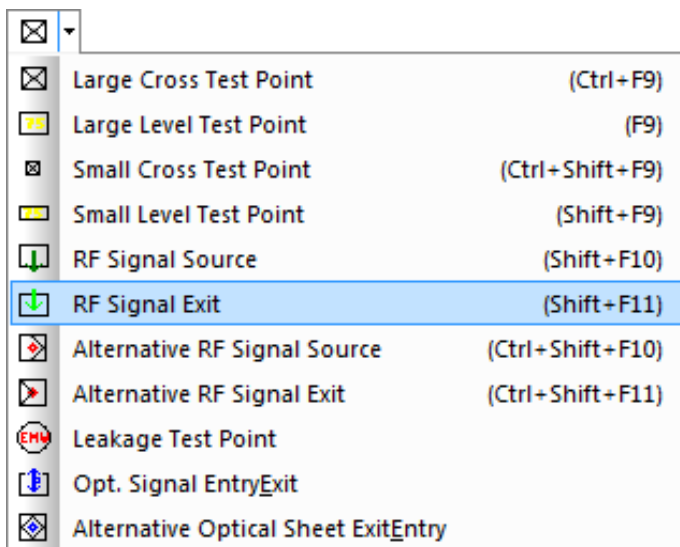 Large Cross Test Point (Ctrl+F9)
75 Large Level Test Point (F9)
Small Cross Test Point (Ctrl+Shift+F9)
75 Small Level Test Point (Shift+F9)
RF Signal Source (Shift+F10)
RF Signal Exit (Shift+F11)
Alternative RF Signal Source (Ctrl+Shift+F10)
Alternative RF Signal Exit (Ctrl+Shift+F11)
EMV Leakage Test Point
Opt. Signal EntryExit
Alternative Optical Sheet ExitEntry